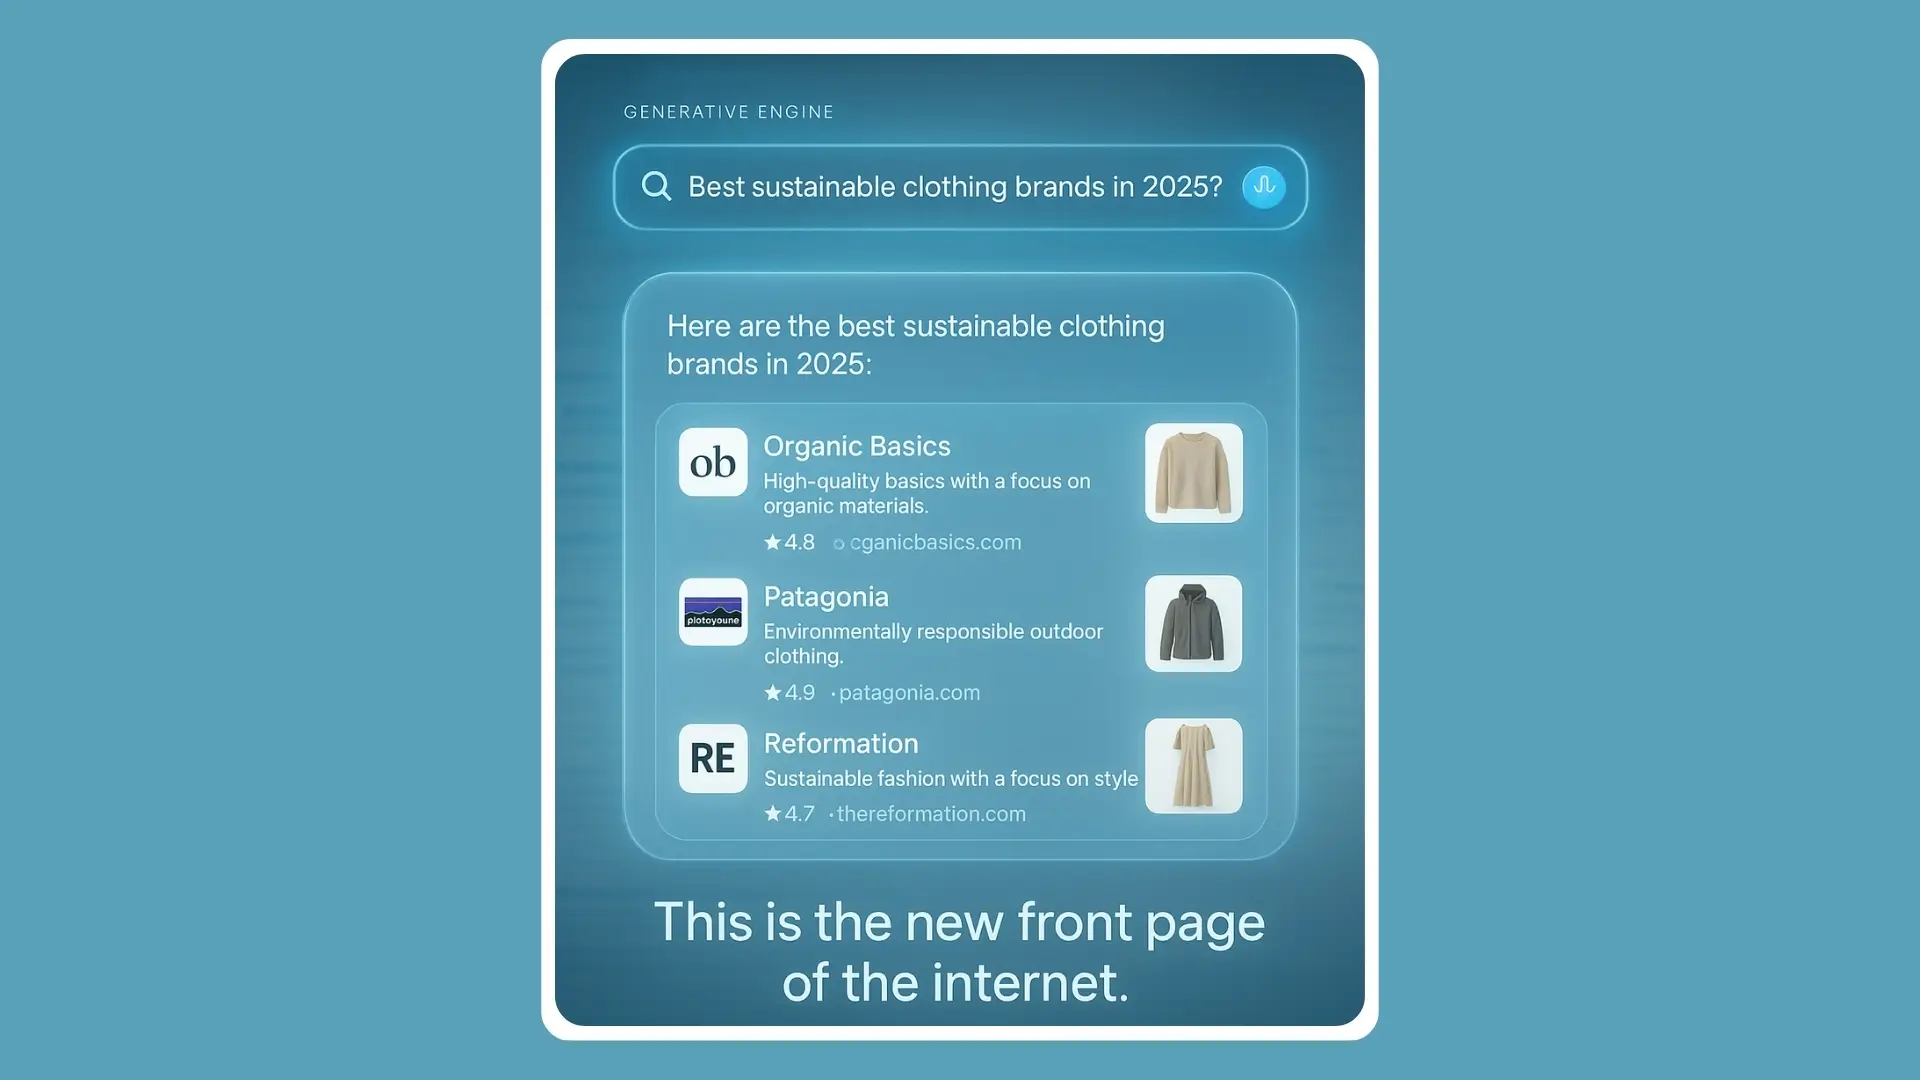 GENERATIVE ENGINE
Best sustainable clothing brands in 2025?
Here are the best sustainable clothing
brands in 2025:
ob
Organic Basics
High-quality basics with a focus on
organic materials.
★4.8 ○ cganicbasics.com
piotoyoune
Patagonia
Environmentally responsible outdoor
clothing.
★4.9 · patagonia.com
RE
Reformation
Sustainable fashion with a focus on style
★4.7 · thereformation.com
This is the new front page
of the internet.